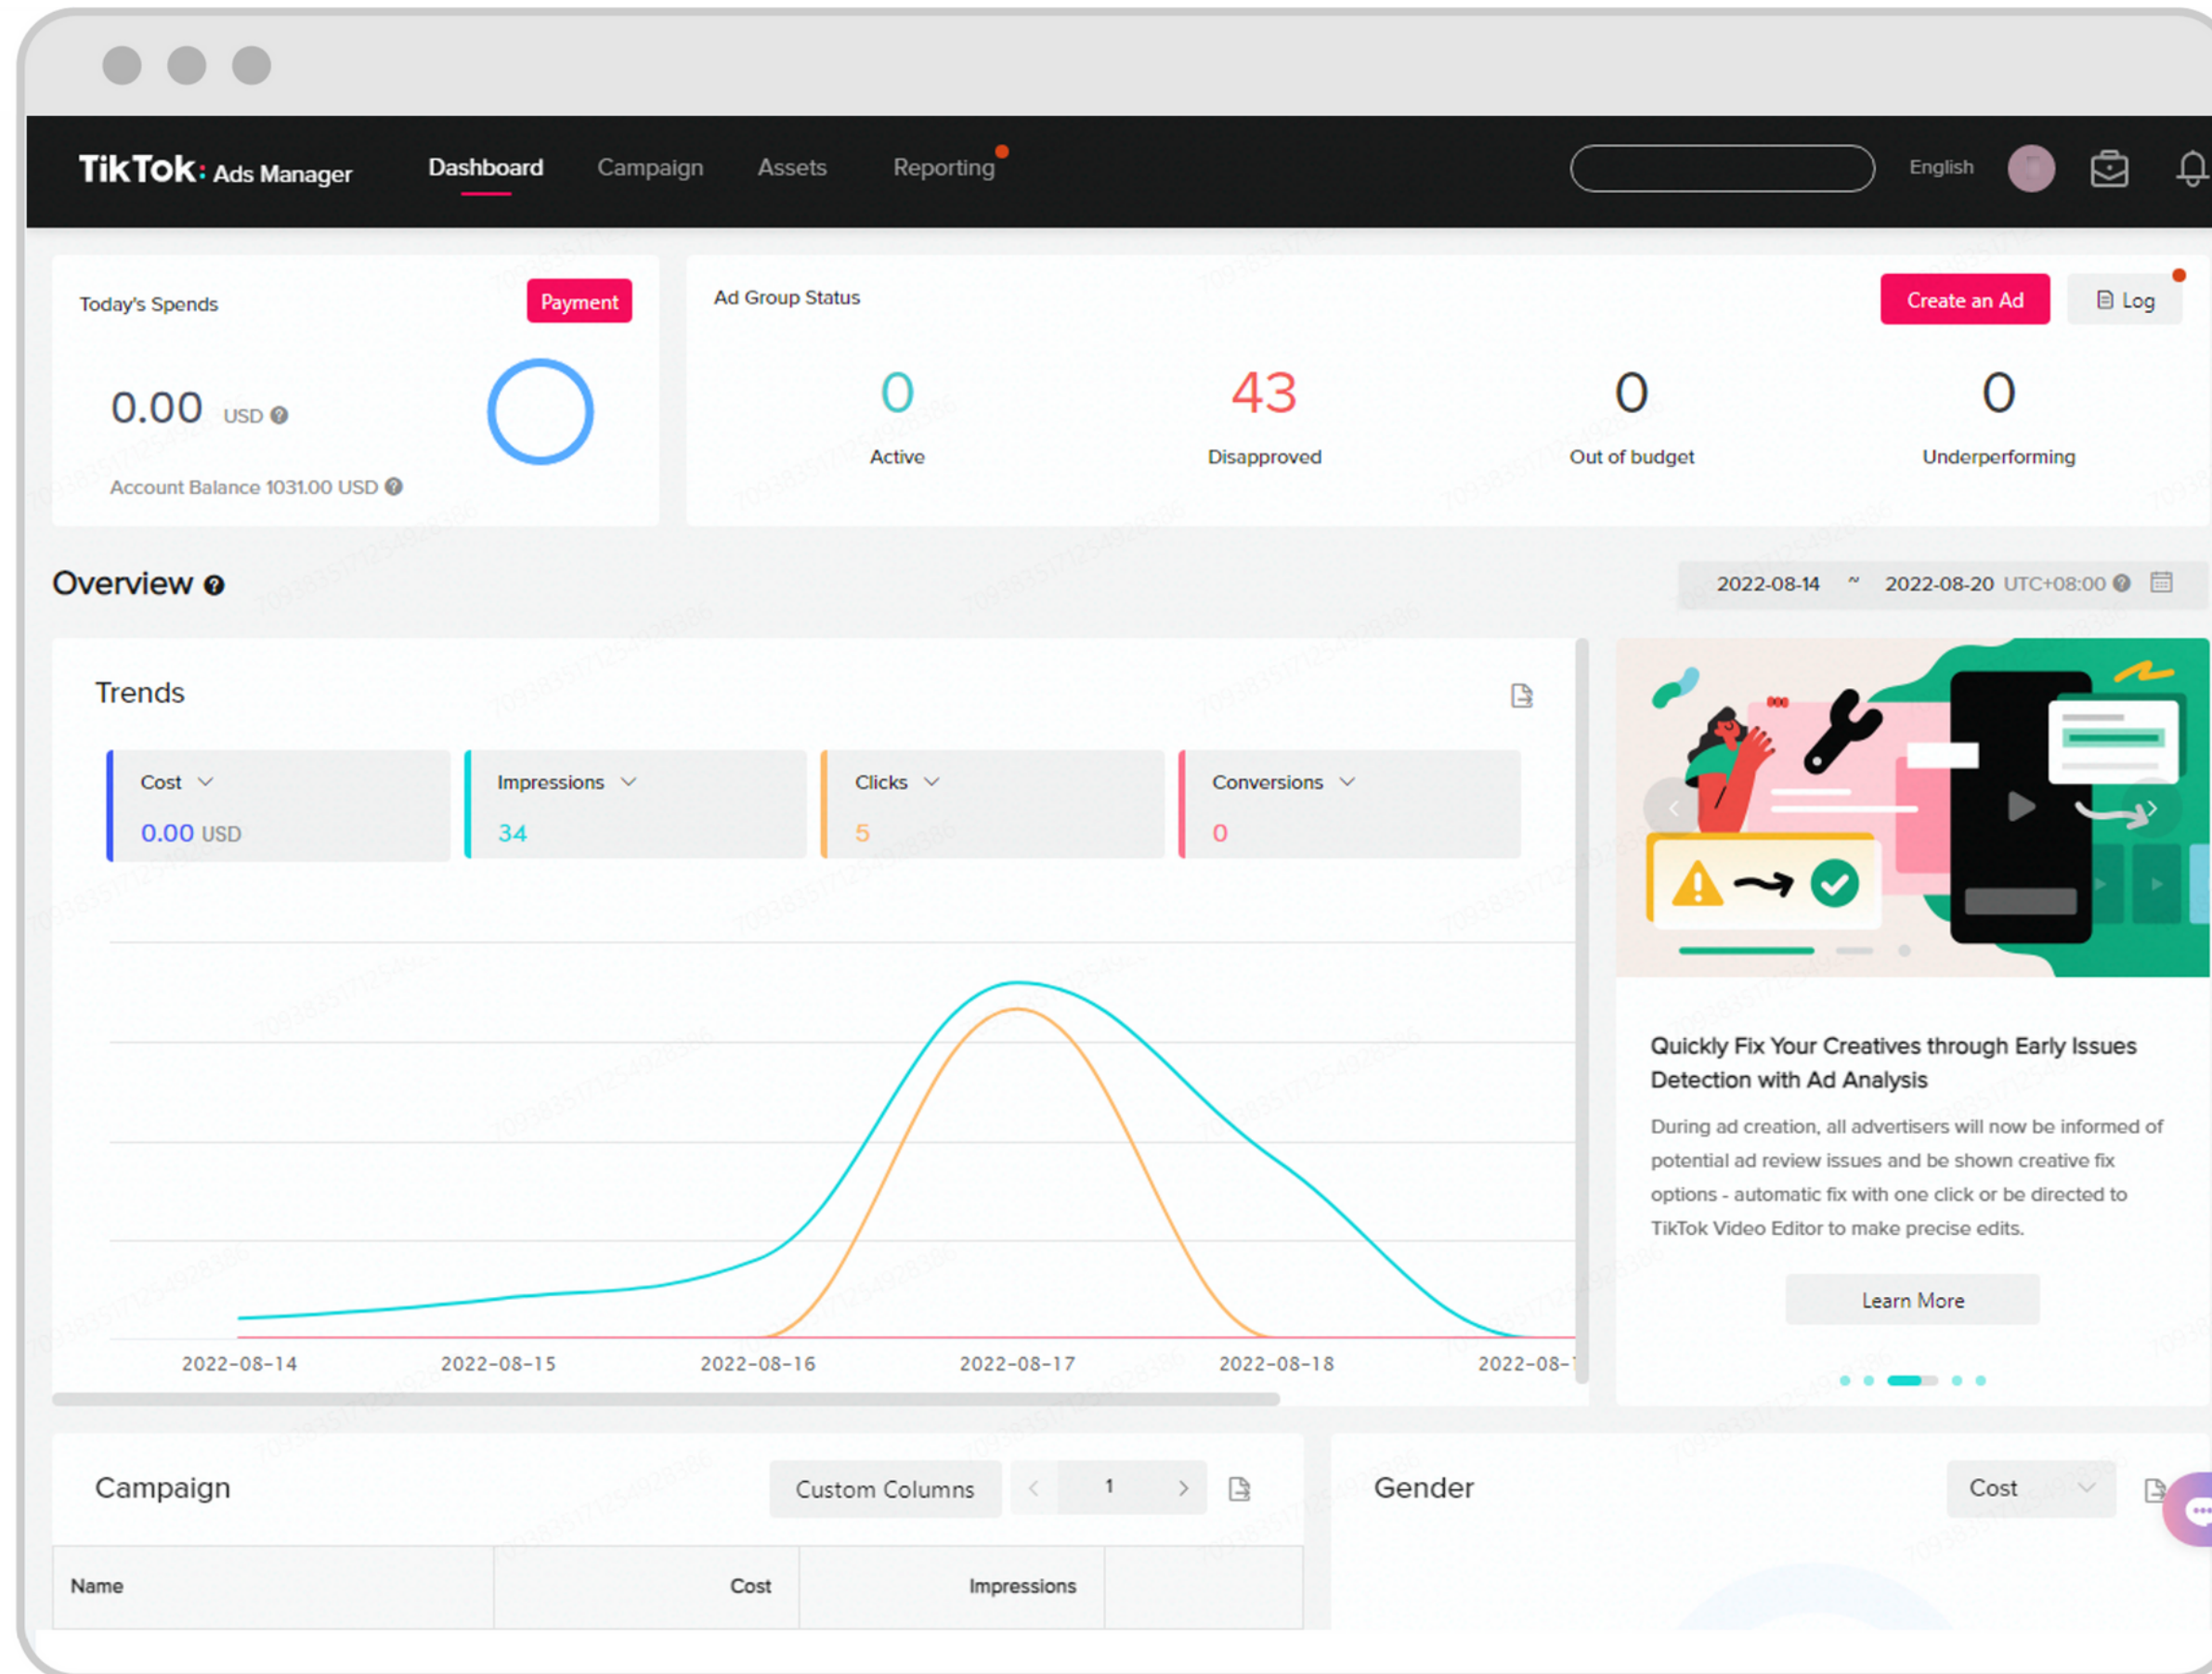 TikTok: Ads Manager
Dashboard
Campaign
Assets
Reporting
English
Today's Spends
Payment
0.00 USD
Account Balance 1031.00 USD
Ad Group Status
Create an Ad
Log
0
Active
43
Disapproved
0
Out of budget
0
Underperforming
Overview
2022-08-14 ~ 2022-08-20 UTC+08:00
Trends
Cost
0.00 USD
Impressions
34
Clicks
5
Conversions
0
2022-08-14
2022-08-15
2022-08-16
2022-08-17
2022-08-18
2022-08-1
Quickly Fix Your Creatives through Early Issues
Detection with Ad Analysis
During ad creation, all advertisers will now be informed of
potential ad review issues and be shown creative fix
options - automatic fix with one click or be directed to
TikTok Video Editor to make precise edits.
Learn More
Campaign
Custom Columns
1
Name
Cost
Impressions
Gender
Cost